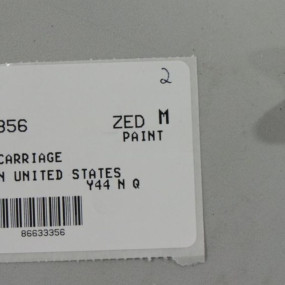 2
356 ZED M
PAINT
CARRIAGE
N UNITED STATES
Y44 N Q
86633356